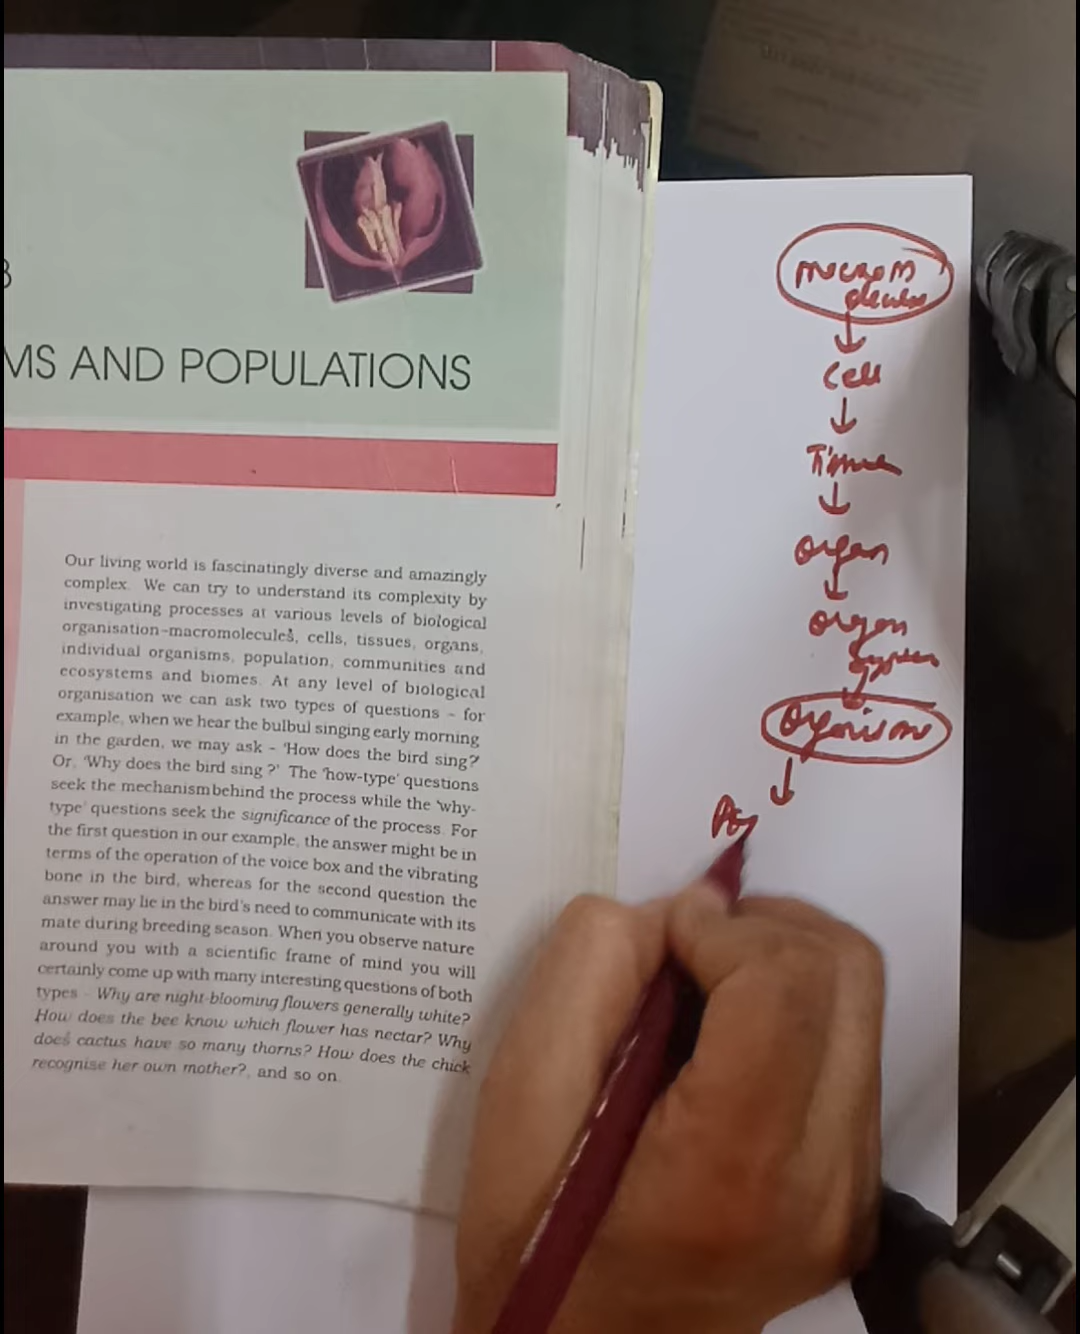 MS AND POPULATIONS
Our living world is fascinatingly diverse and amazingly
complex. We can try to understand its complexity by
investigating processes at various levels of biological
organisation–macromolecules, cells, tissues, organs,
individual organisms, population, communities and
ecosystems and biomes. At any level of biological
organisation we can ask two types of questions – for
example, when we hear the bulbul singing early morning
in the garden, we may ask – 'How does the bird sing?'
Or, 'Why does the bird sing ?' The 'how-type' questions
seek the mechanism behind the process while the 'why-
type' questions seek the significance of the process. For
the first question in our example, the answer might be in
terms of the operation of the voice box and the vibrating
bone in the bird, whereas for the second question the
answer may lie in the bird's need to communicate with its
mate during breeding season. When you observe nature
around you with a scientific frame of mind you will
certainly come up with many interesting questions of both
types - Why are night-blooming flowers generally white?
How does the bee know which flower has nectar? Why
does cactus have so many thorns? How does the chick
recognise her own mother?, and so on.
Cell
Tissue
organ
organ
system
Organism
Po